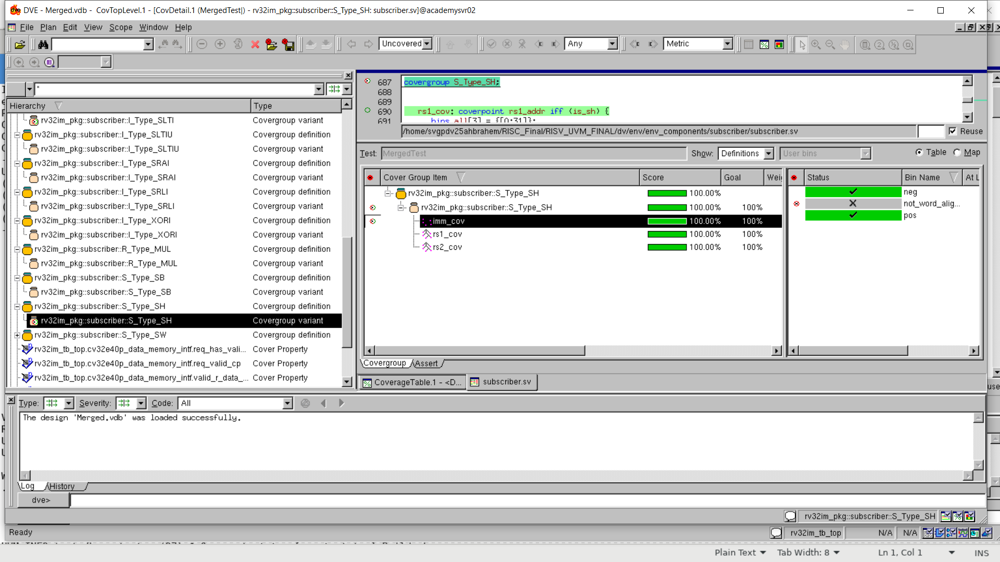 DVE - Merged.vdb - CovTopLevel.1 - [CovDetail.1 (MergedTest|) - rv32im_pkg::subscriber::S_Type_SH: subscriber.sv]@academysvr02
File Plan Edit View Scope Window Help
Uncovered Any Metric
*
Hierarchy Type
rv32im_pkg::subscriber::I_Type_SLTI Covergroup variant
rv32im_pkg::subscriber::I_Type_SLTIU Covergroup definition
rv32im_pkg::subscriber::I_Type_SLTIU Covergroup variant
rv32im_pkg::subscriber::I_Type_SRAI Covergroup definition
rv32im_pkg::subscriber::I_Type_SRAI Covergroup variant
rv32im_pkg::subscriber::I_Type_SRLI Covergroup definition
rv32im_pkg::subscriber::I_Type_SRLI Covergroup variant
rv32im_pkg::subscriber::I_Type_XORI Covergroup definition
rv32im_pkg::subscriber::I_Type_XORI Covergroup variant
rv32im_pkg::subscriber::R_Type_MUL Covergroup definition
rv32im_pkg::subscriber::R_Type_MUL Covergroup variant
rv32im_pkg::subscriber::S_Type_SB Covergroup definition
rv32im_pkg::subscriber::S_Type_SB Covergroup variant
rv32im_pkg::subscriber::S_Type_SH Covergroup definition
rv32im_pkg::subscriber::S_Type_SH Covergroup variant
rv32im_pkg::subscriber::S_Type_SW Covergroup definition
rv32im_tb_top.cv32e40p_data_memory_intf.req_has_vali... Cover Property
rv32im_tb_top.cv32e40p_data_memory_intf.req_valid_cp Cover Property
rv32im_tb_top.cv32e40p_data_memory_intf.valid_r_data_... Cover Property
687 covergroup S_Type_SH;
688
689
690 rs1_cov: coverpoint rs1_addr iff (is_sh) {
691 bins all[3] = {[0:31]};
/home/svgpdv25ahbrahem/RISC_Final/RISV_UVM_FINAL/dv/env/env_components/subscriber/subscriber.sv Reuse
Test: MergedTest Show: Definitions User bins Table Map
Cover Group Item Score Goal Wei
rv32im_pkg::subscriber::S_Type_SH 100.00%
rv32im_pkg::subscriber::S_Type_SH 100.00% 100%
imm_cov 100.00% 100%
rs1_cov 100.00% 100%
rs2_cov 100.00% 100%
Status Bin Name At L
neg
not_word_alig...
pos
Covergroup Assert
CoverageTable.1 - <D... subscriber.sv
Type: Severity: Code: All
The design 'Merged.vdb' was loaded successfully.
Log History
dve>
rv32im_pkg::subscriber::S_Type_SH
Ready rv32im_tb_top N/A N/A
Plain Text Tab Width: 8 Ln 1, Col 1 INS